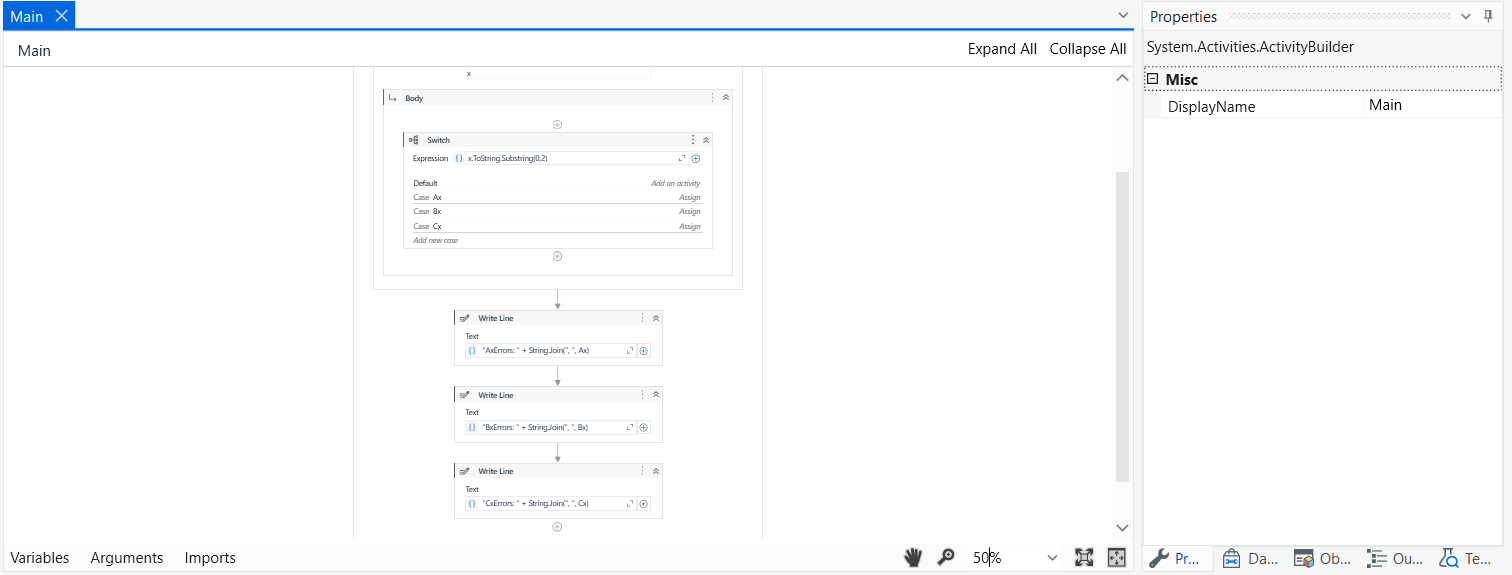 Main
Properties
Main
Expand All Collapse All
System.Activities.ActivityBuilder
Misc
DisplayName Main
x
Body
Switch
Expression {} x.ToString.Substring(0,2)
Default Add an activity
Case Ax Assign
Case Bx Assign
Case Cx Assign
Add new case
Write Line
Text
{} "AxErrors: " + String.Join(", ", Ax)
Write Line
Text
{} "BxErrors: " + String.Join(", ", Bx)
Write Line
Text
{} "CxErrors: " + String.Join(", ", Cx)
Variables Arguments Imports 50% Pr... Da... Ob... Ou... Te...